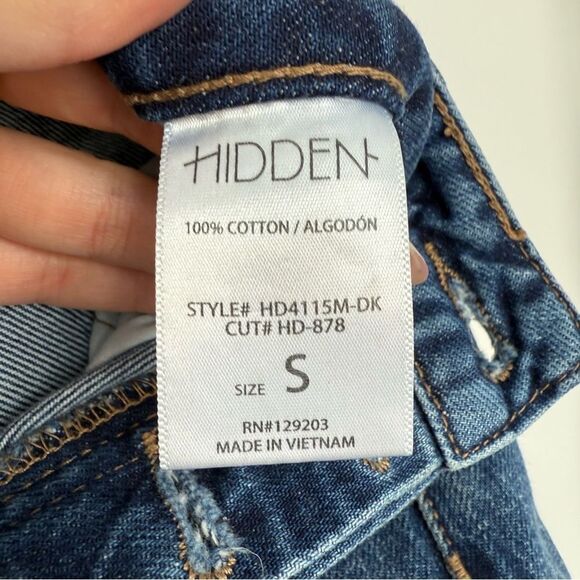 HIDDEN
100% COTTON / ALGODÓN
STYLE# HD4115M-DK
CUT# HD-878
SIZE S
RN#129203
MADE IN VIETNAM